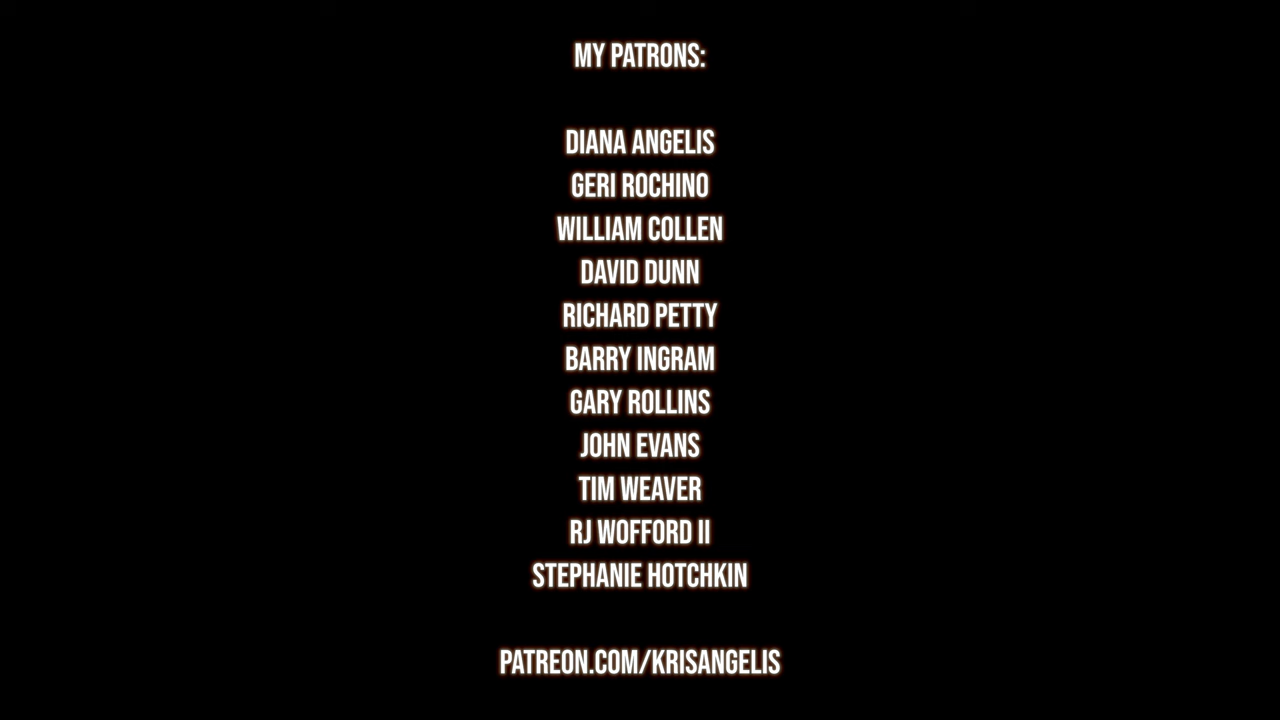 MY PATRONS:
DIANA ANGELIS
GERI ROCHINO
WILLIAM COLLEN
DAVID DUNN
RICHARD PETTY
BARRY INGRAM
GARY ROLLINS
JOHN EVANS
TIM WEAVER
RJ WOFFORD II
STEPHANIE HOTCHKIN
PATREON.COM/KRISANGELIS